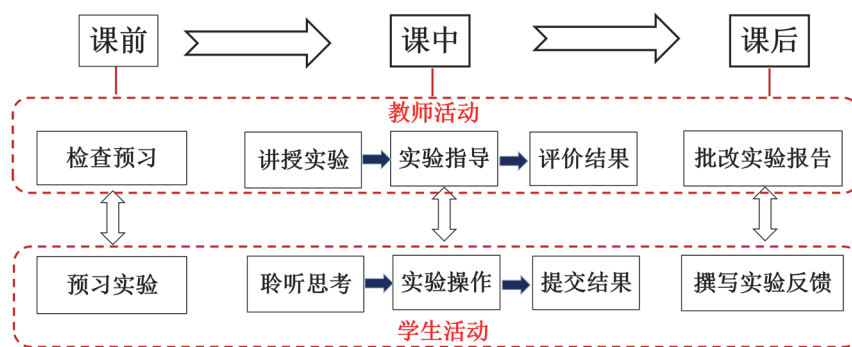 课前 课中 课后
教师活动
检查预习 讲授实验 实验指导 评价结果 批改实验报告
预习实验 聆听思考 实验操作 提交结果 撰写实验反馈
学生活动